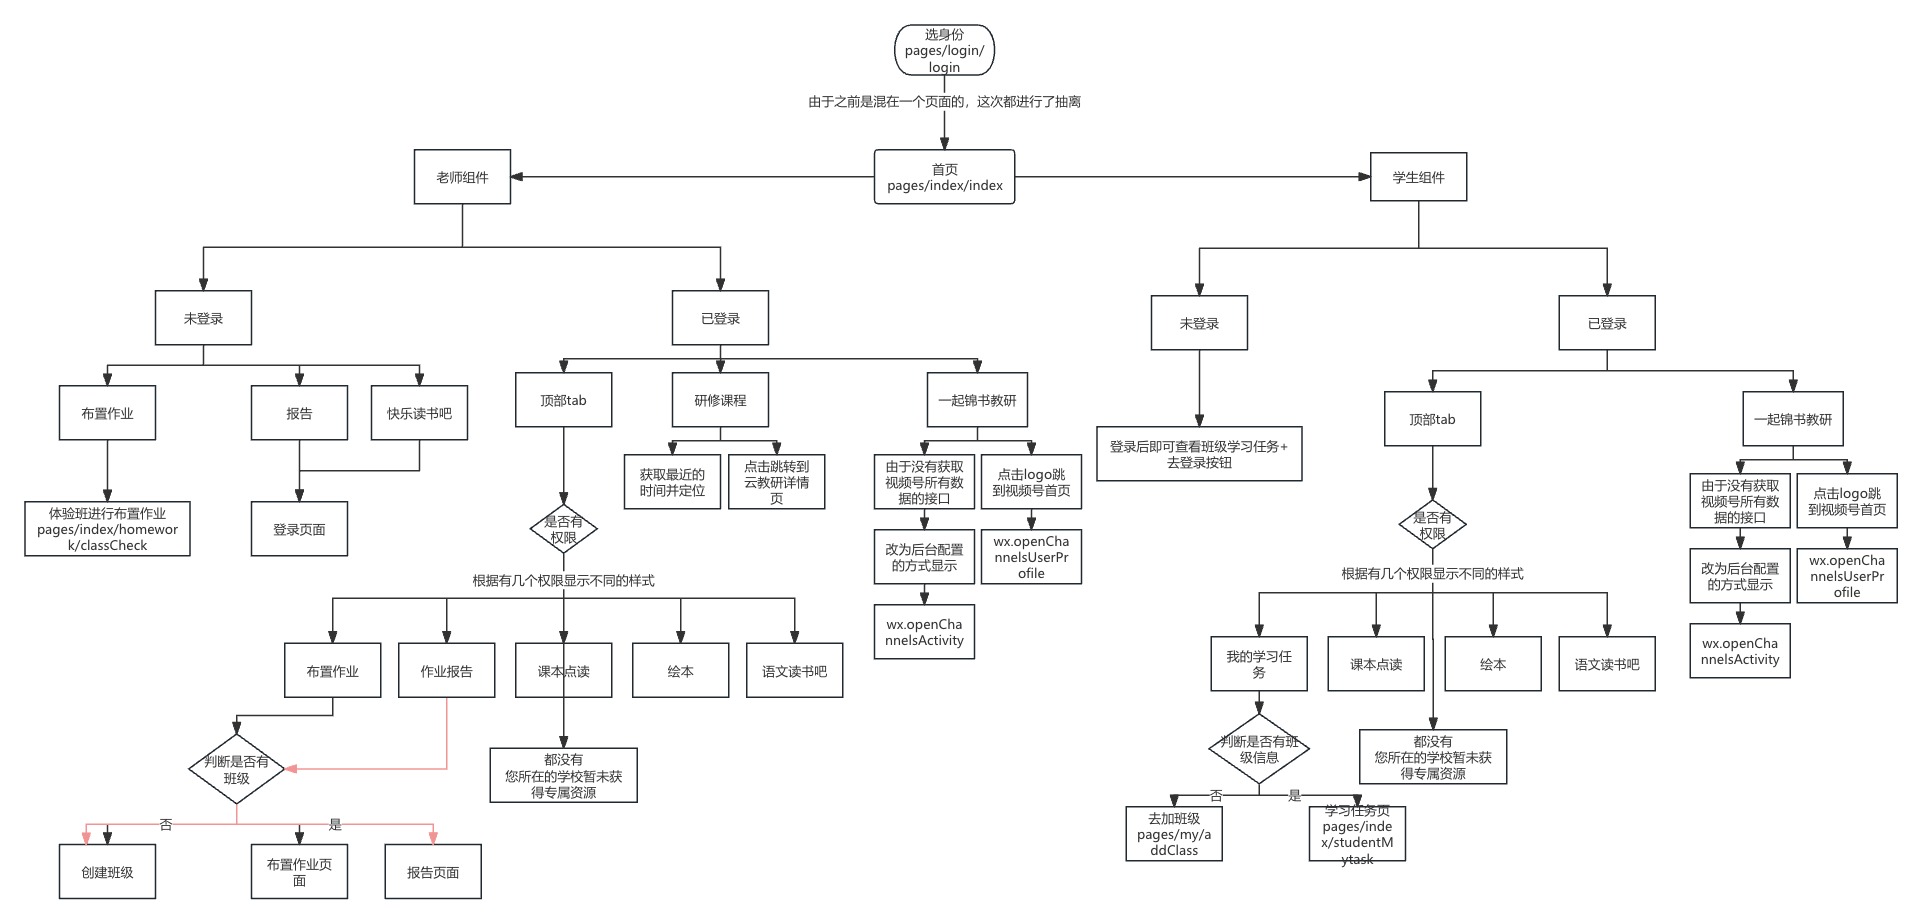 选身份
pages/login/
login
由于之前是混在一个页面的，这次都进行了抽离
首页
pages/index/index
老师组件
学生组件
未登录
已登录
未登录
已登录
布置作业
报告
快乐读书吧
顶部tab
研修课程
一起锦书教研
顶部tab
一起锦书教研
登录后即可查看班级学习任务+
去登录按钮
体验班进行布置作业
pages/index/homewor
k/classCheck
登录页面
获取最近的
时间并定位
点击跳转到
云教研详情
页
由于没有获取
视频号所有数
据的接口
点击logo跳
到视频号首页
由于没有获取
视频号所有数
据的接口
点击logo跳
到视频号首页
是否有
权限
改为后台配置
的方式显示
wx.openCha
nnelsUserPr
ofile
是否有
权限
改为后台配置
的方式显示
wx.openCha
nnelsUserPr
ofile
根据有几个权限显示不同的样式
根据有几个权限显示不同的样式
wx.openCha
nnelsActivity
wx.openCha
nnelsActivity
布置作业
作业报告
课本点读
绘本
语文读书吧
我的学习任
务
课本点读
绘本
语文读书吧
判断是否有
班级
都没有
您所在的学校暂未获
得专属资源
判断是否有班
级信息
都没有
您所在的学校暂未获
得专属资源
否
是
否
是
创建班级
布置作业页
面
报告页面
去加班级
pages/my/a
ddClass
学习任务页
pages/inde
x/studentM
ytask